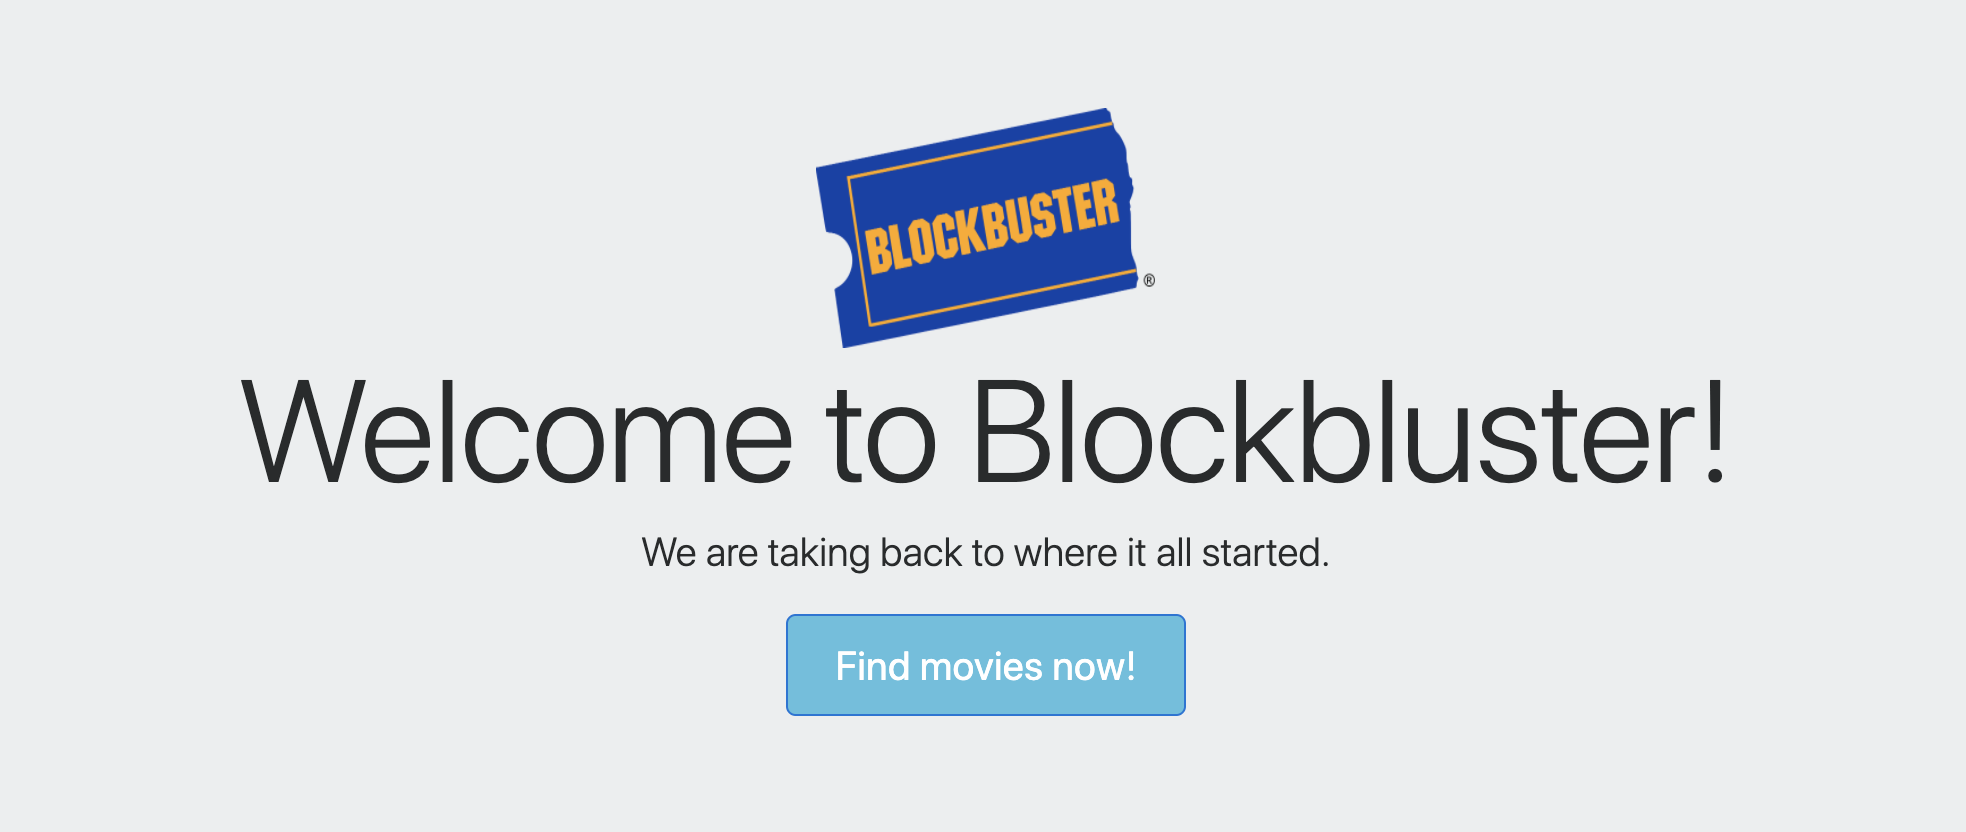 BLOCKBUSTER
®
Welcome to Blockbluster!
We are taking back to where it all started.
Find movies now!